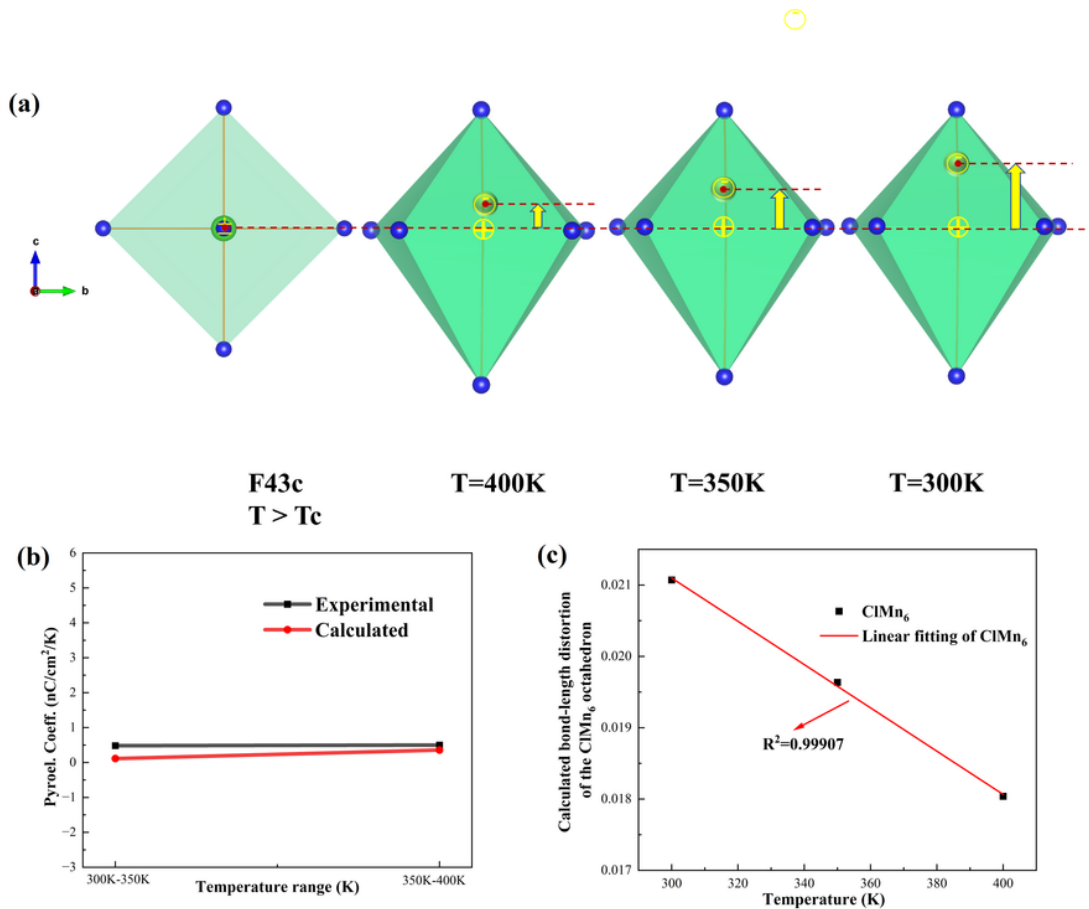 (a)
c
a
b
F43c
T > Tc
T=400K
T=350K
T=300K
(b)
6
5
4
3
2
1
0
−1
−2
−3
Pyroel. Coeff. (nC/cm²/K)
Experimental
Calculated
300K-350K
350K-400K
Temperature range (K)
(c)
0.021
0.020
0.019
0.018
0.017
Calculated bond-length distortion
of the ClMn₆ octahedron
ClMn₆
Linear fitting of ClMn₆
R²=0.99907
300
320
340
360
380
400
Temperature (K)